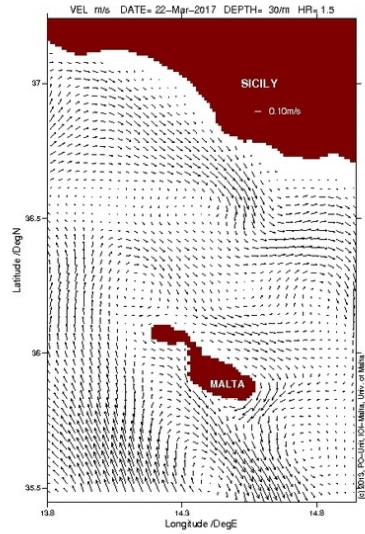 VEL m/s DATE= 22-Mar-2017 DEPTH= 30/m HR= 1.5
37
SICILY
0.10m/s
36.5
Latitude /DegN
36
MALTA
35.5
13.8 14.3 14.8
Longitude /DegE
(c) 2013, PO-Unit, IOI-Malta, Univ. of Malta